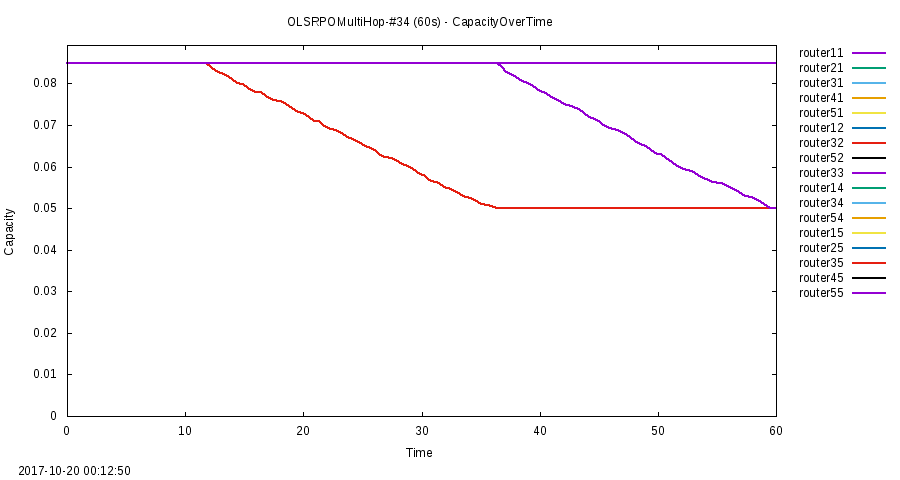 OLSRPOMultiHop-#34 (60s) - CapacityOverTime
router11
router21
router31
router41
router51
router12
router32
router52
router33
router14
router34
router54
router15
router25
router35
router45
router55
Capacity
0.08
0.07
0.06
0.05
0.04
0.03
0.02
0.01
0
0 10 20 30 40 50 60
Time
2017-10-20 00:12:50